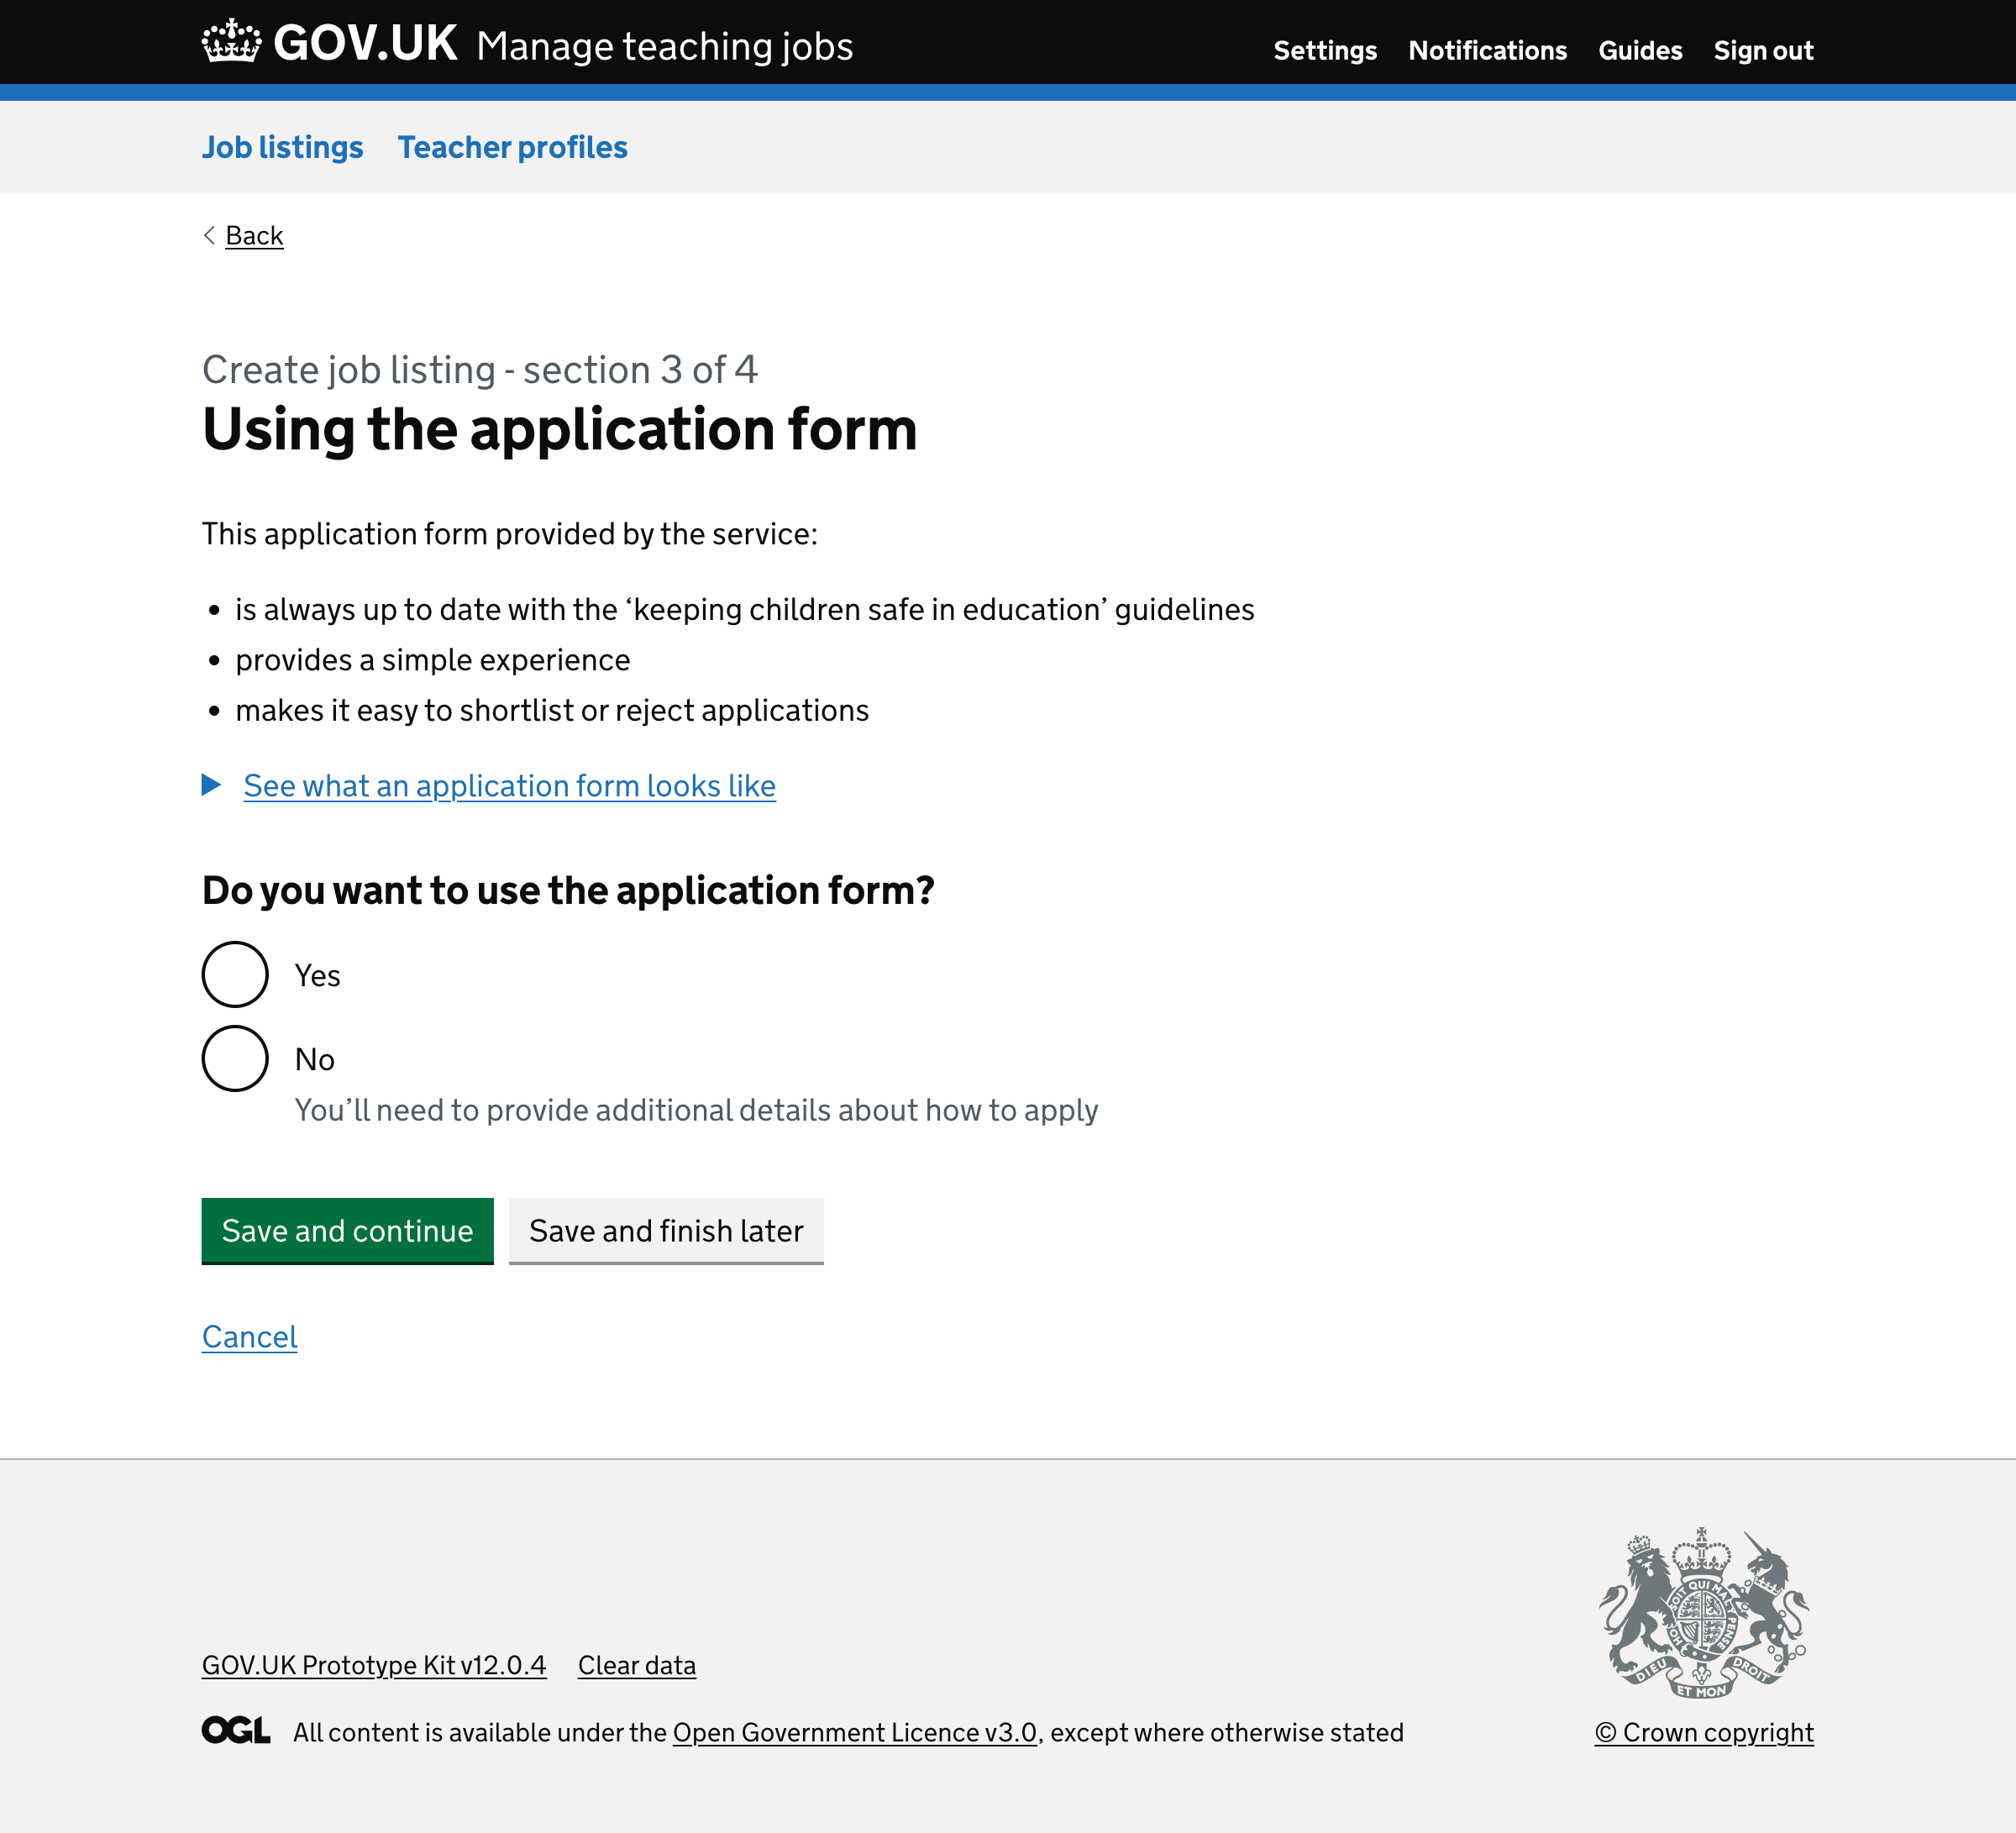 GOV.UK Manage teaching jobs
Settings Notifications Guides Sign out
Job listings Teacher profiles
Back
Create job listing - section 3 of 4
Using the application form
This application form provided by the service:
• is always up to date with the ‘keeping children safe in education’ guidelines
• provides a simple experience
• makes it easy to shortlist or reject applications
See what an application form looks like
Do you want to use the application form?
Yes
No
You’ll need to provide additional details about how to apply
Save and continue Save and finish later
Cancel
GOV.UK Prototype Kit v12.0.4 Clear data
OGL All content is available under the Open Government Licence v3.0, except where otherwise stated
DIEU ET MON DROIT
© Crown copyright